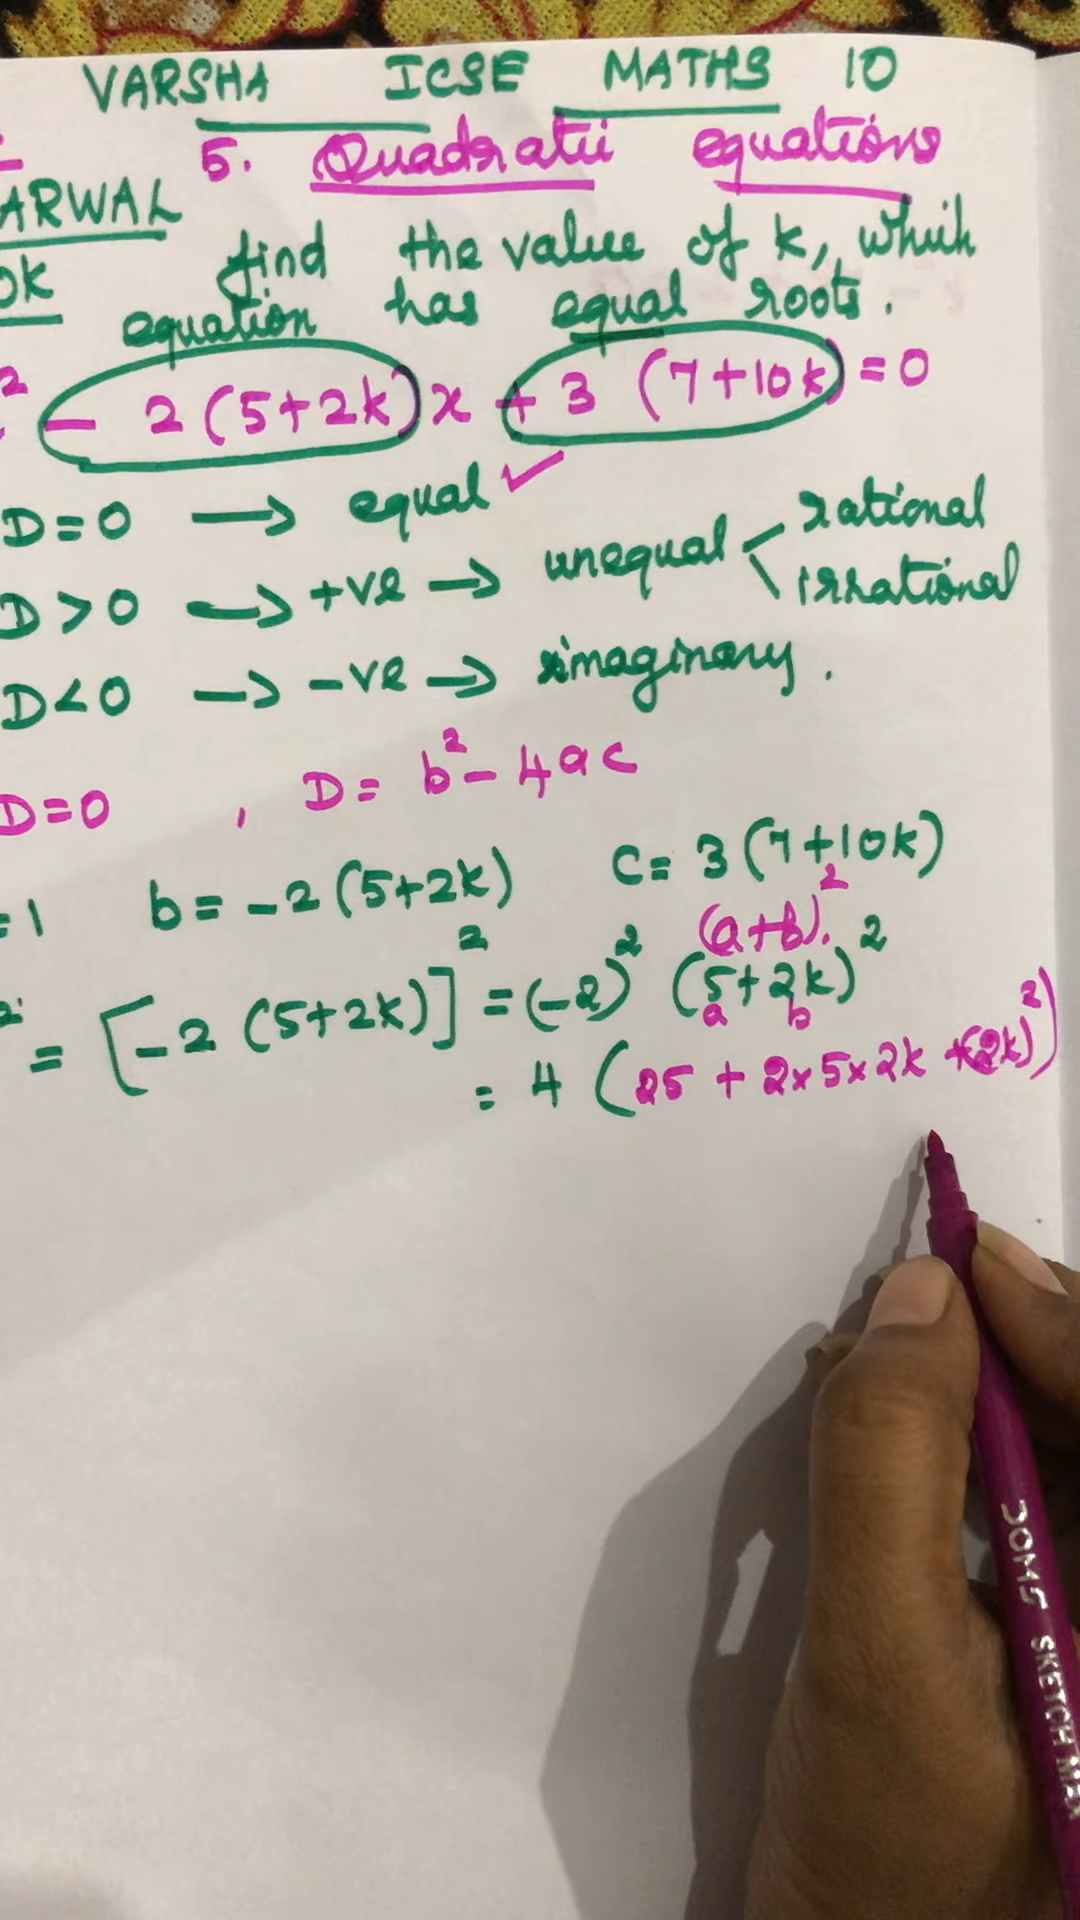 VARSHA ICSE MATHS 10
5. Quadratic equations
ARWAL
find the value of k, which
OK
equation has equal roots.
² - 2 (5+2k) x + 3 (7+10k) = 0
D=0 → equal ✓
D>0 → +ve → unequal < rational
irrational
D<0 → -ve → imaginary.
D=0 , D= b² - 4ac
=1 b= -2(5+2k) C= 3(7+10k)
(a+b)².
= [-2 (5+2k)]² = (-2)² (5+2k)²
a b
= 4 (25 + 2×5×2k +(2k)²)
DOMS SKETCH